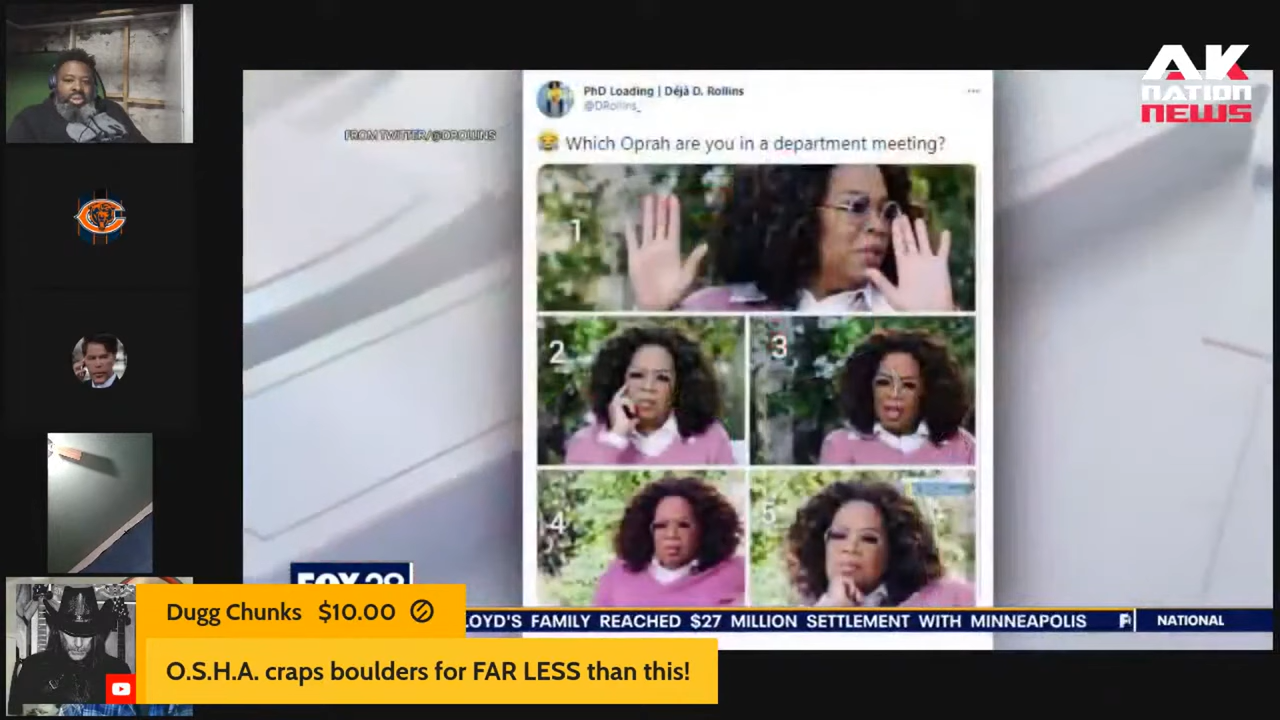 AK
NATION
NEWS
PhD Loading | Déjà D. Rollins
@DRollins_
FROM TWITTER/@DROLLINS
Which Oprah are you in a department meeting?
1
2
3
4
5
FOX 29
LOYD'S FAMILY REACHED $27 MILLION SETTLEMENT WITH MINNEAPOLIS
NATIONAL
Dugg Chunks $10.00
O.S.H.A. craps boulders for FAR LESS than this!